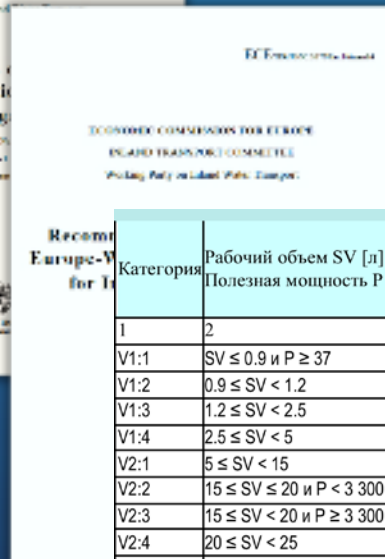 ECONOMIC COMMISSION FOR EUROPE
INLAND TRANSPORT COMMITTEE
Working Party on Inland Water Transport
Europe-W
for
Категория
Рабочий объем SV [л]
Полезная мощность P
1 2
V1:1 SV ≤ 0.9 и P ≥ 37
V1:2 0.9 ≤ SV < 1.2
V1:3 1.2 ≤ SV < 2.5
V1:4 2.5 ≤ SV < 5
V2:1 5 ≤ SV < 15
V2:2 15 ≤ SV ≤ 20 и P < 3 300
V2:3 15 ≤ SV < 20 и P ≥ 3 300
V2:4 20 ≤ SV < 25